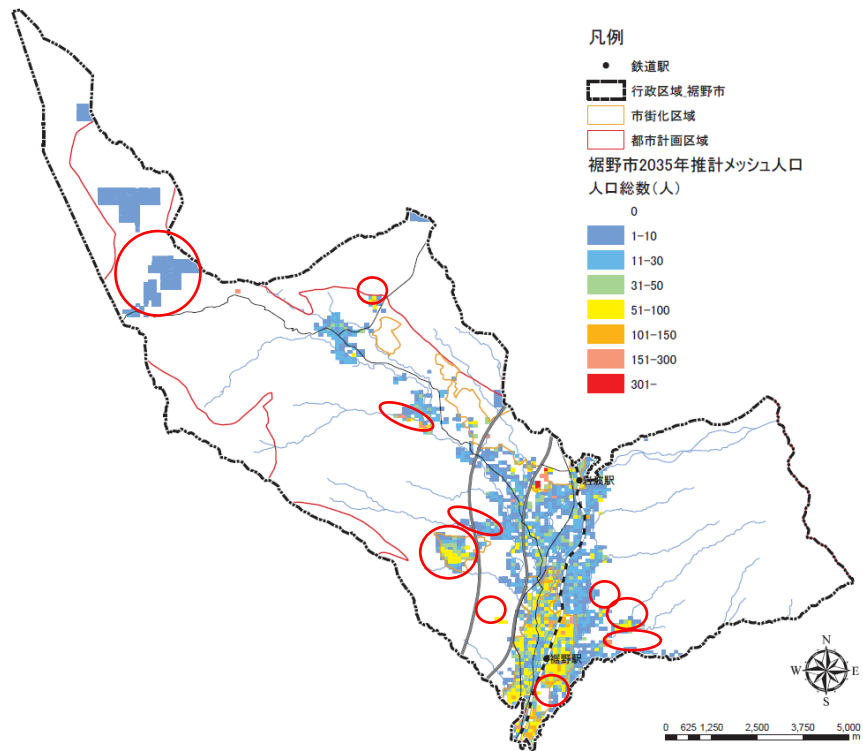 凡例
鉄道駅
行政区域_裾野市
市街化区域
都市計画区域
裾野市2035年推計メッシュ人口
人口総数(人)
0
1-10
11-30
31-50
51-100
101-150
151-300
301-
岩波駅
裾野駅
N
W E
S
0 625 1,250 2,500 3,750 5,000
m